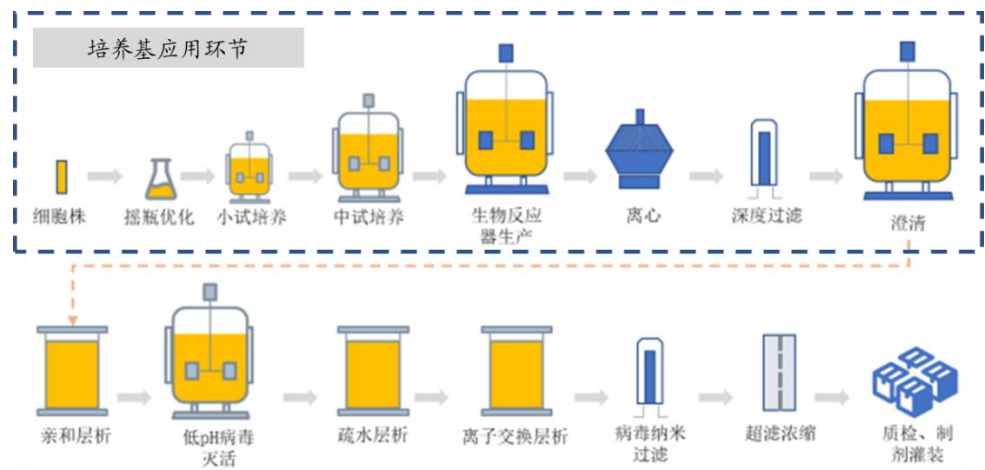 培养基应用环节
细胞株
摇瓶优化
小试培养
中试培养
生物反应
器生产
离心
深度过滤
澄清
亲和层析
低pH病毒
灭活
疏水层析
离子交换层析
病毒纳米
过滤
超滤浓缩
质检、制
剂灌装